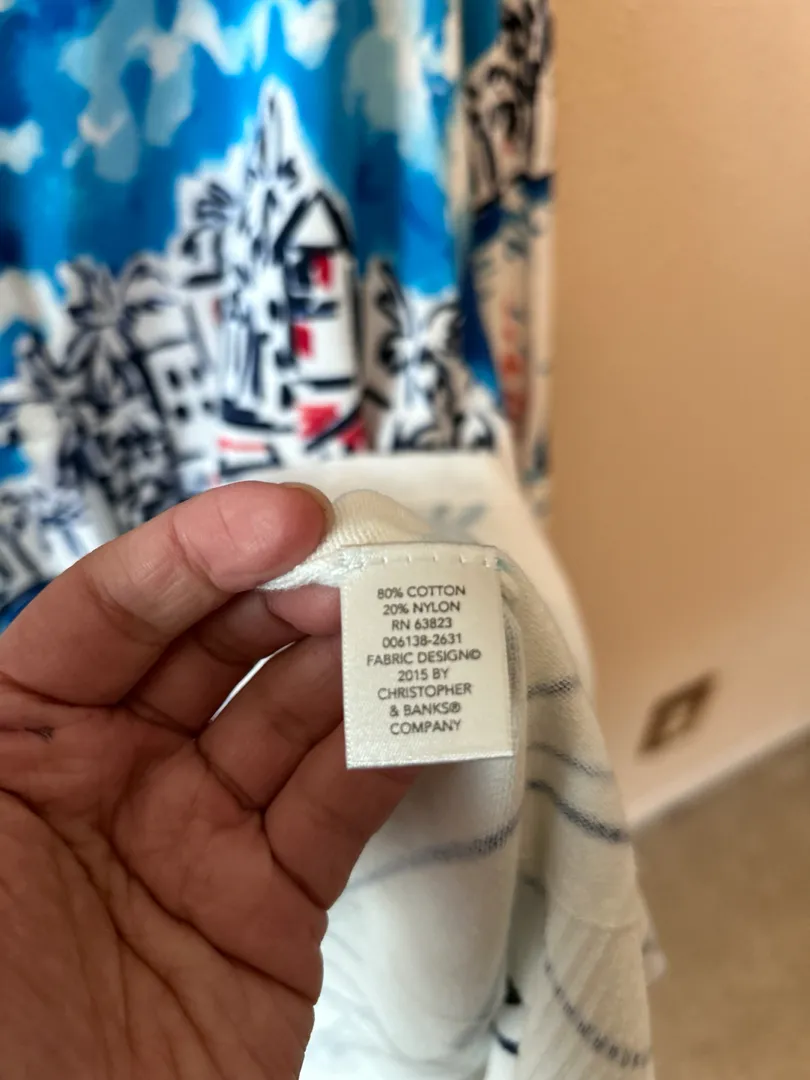 80% COTTON
20% NYLON
RN 63823
006138-2631
FABRIC DESIGN©
2015 BY
CHRISTOPHER
& BANKS®
COMPANY